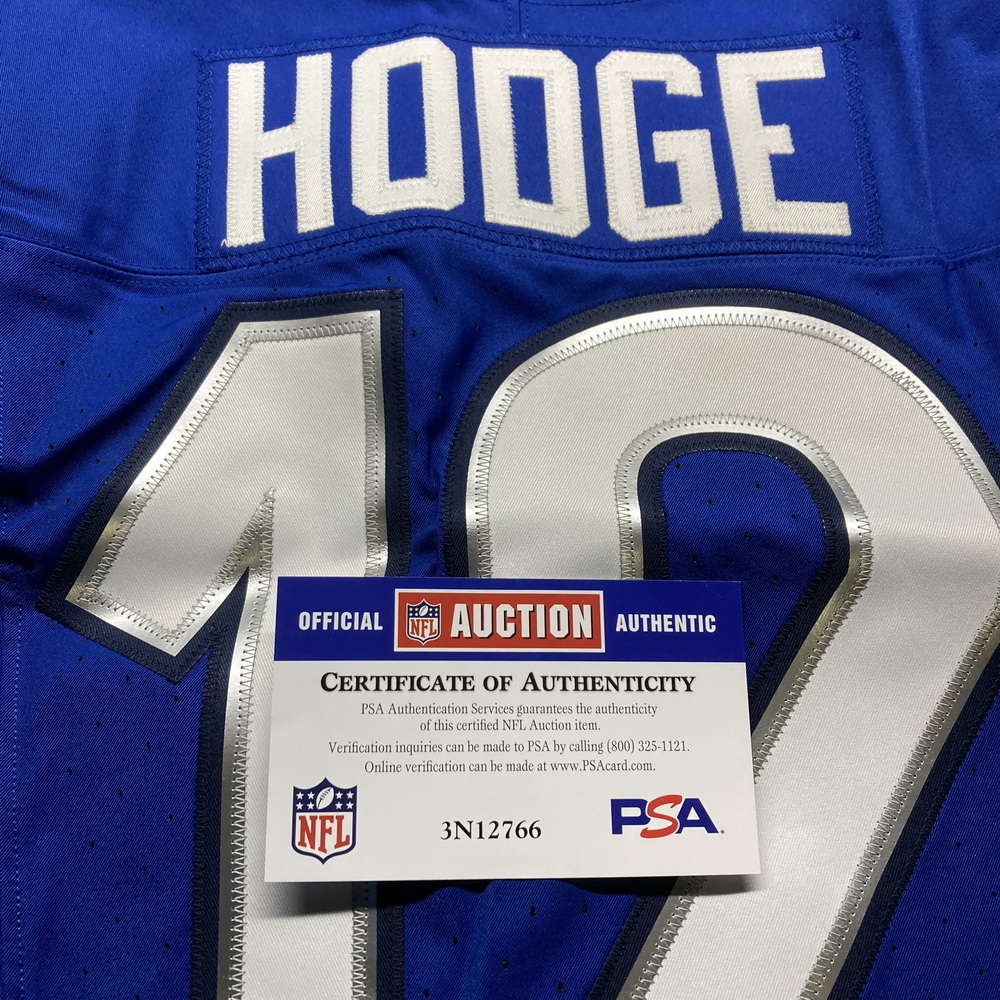 HODGE
12
OFFICIAL NFL AUCTION AUTHENTIC
CERTIFICATE OF AUTHENTICITY
PSA Authentication Services guarantees the authenticity
of this certified NFL Auction item.
Verification inquiries can be made to PSA by calling (800) 325-1121.
Online verification can be made at www.PSAcard.com.
NFL 3N12766 PSA